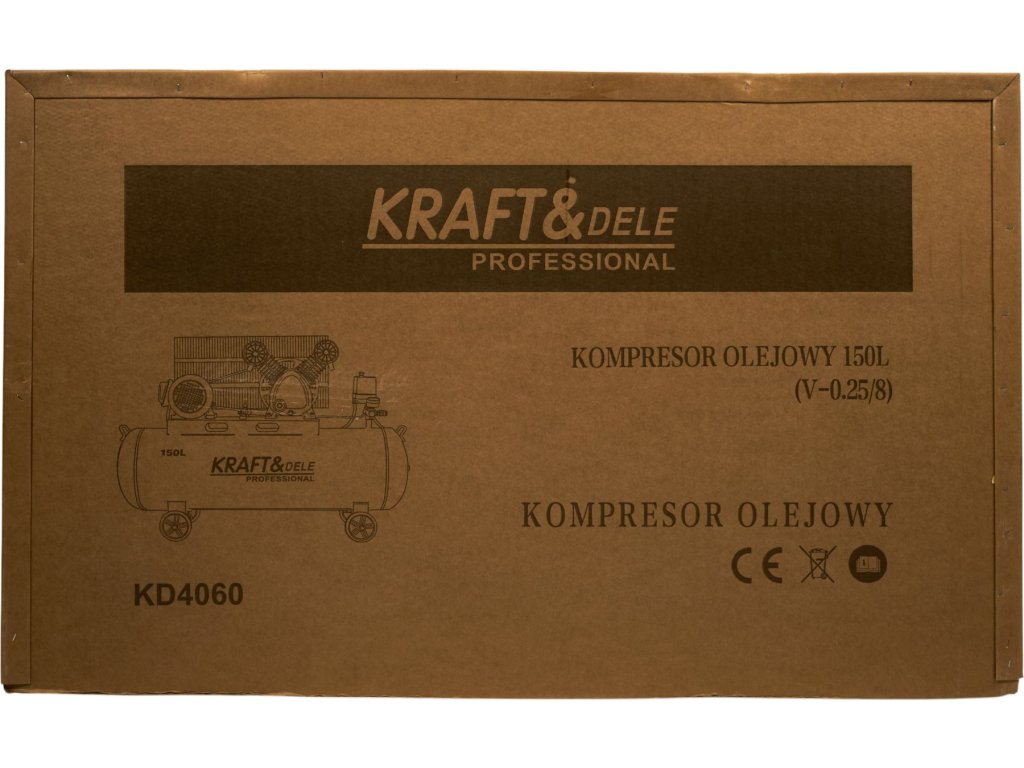 KRAFT&DELE
PROFESSIONAL
KOMPRESOR OLEJOWY 150L
(V-0.25/8)
150L
KRAFT&DELE
PROFESSIONAL
KOMPRESOR OLEJOWY
CE
KD4060